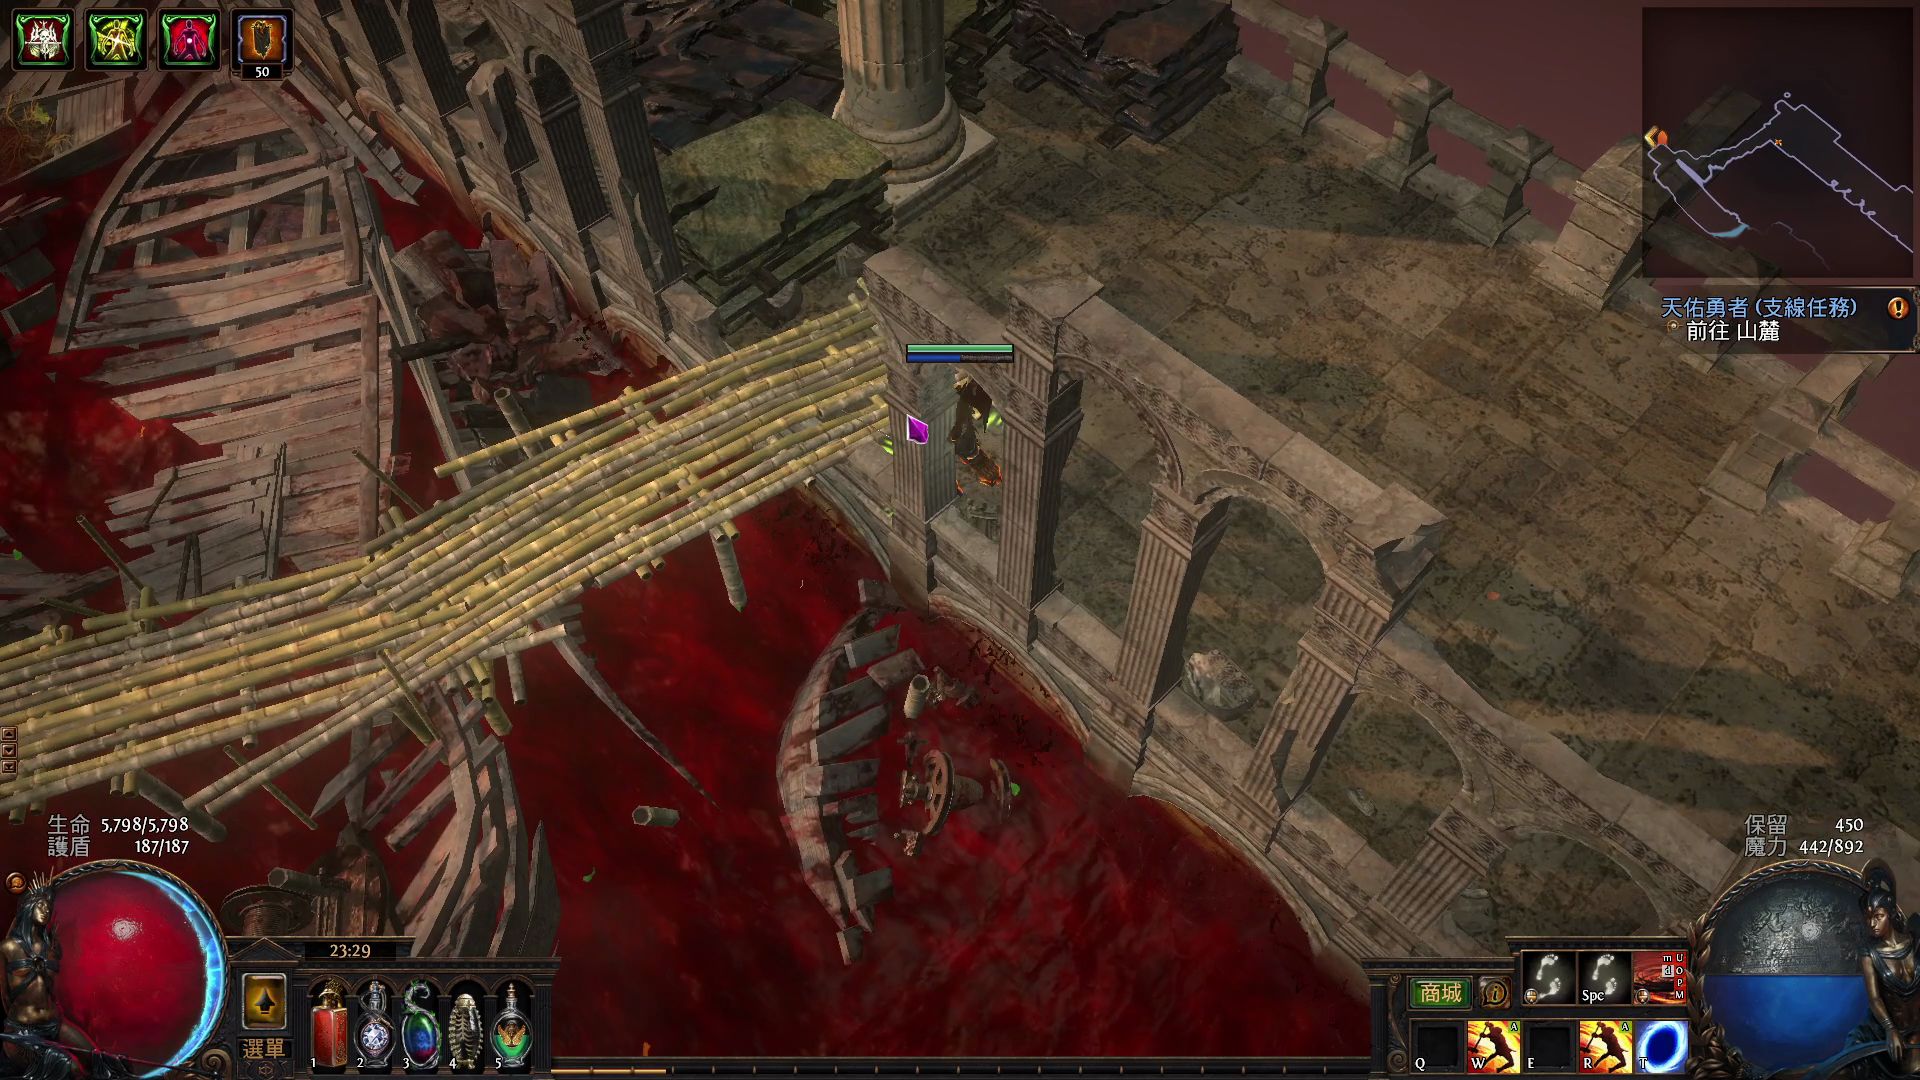 50
天佑勇者 (支線任務)
前往 山麓
生命 5,798/5,798
護盾 187/187
保留 450
魔力 442/892
23:29
選單
1
2
3
4
5
商城
Spc
m U
d O
P
M
Q
W
A
E
R
A
T